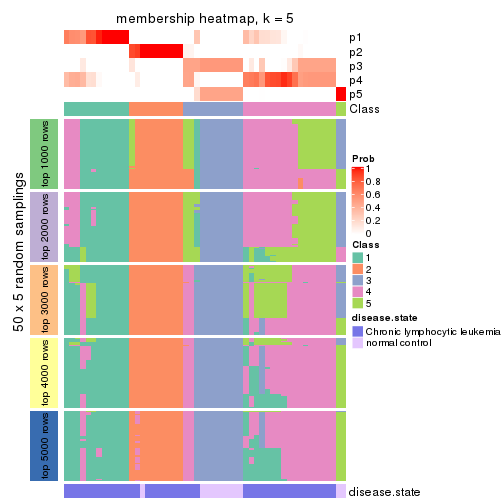 membership heatmap, k = 5
p1
p2
p3
p4
p5
Class
50 x 5 random samplings
top 1000 rows
top 2000 rows
top 3000 rows
top 4000 rows
top 5000 rows
disease.state
Prob
1
0.8
0.6
0.4
0.2
0
Class
1
2
3
4
5
disease.state
Chronic lymphocytic leukemia
normal control